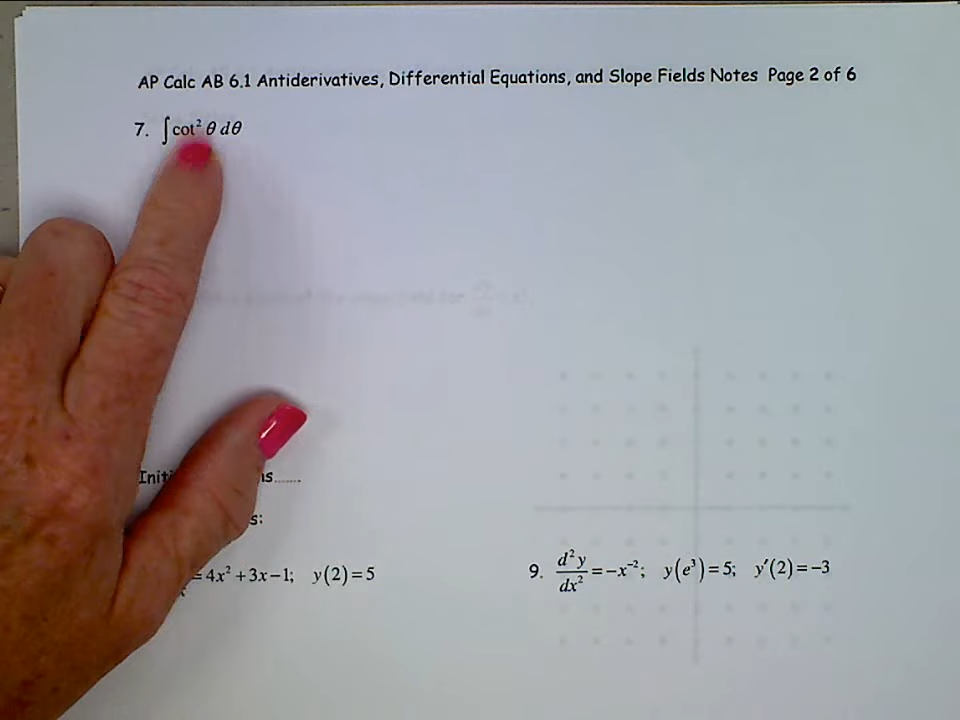 AP Calc AB 6.1 Antiderivatives, Differential Equations, and Slope Fields Notes Page 2 of 6
7. ∫cot² θ dθ
Init
s:
= 4x² + 3x − 1; y(2) = 5
9. d²y/dx² = −x⁻²; y(e³) = 5; y′(2) = −3